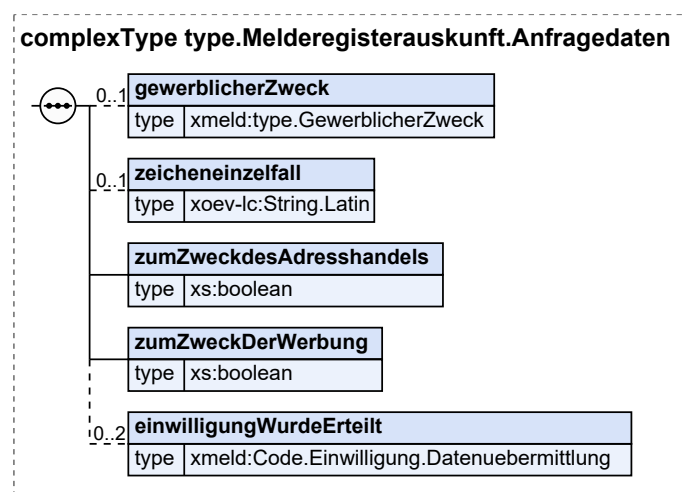 complexType type.Melderegisterauskunft.Anfragedaten
0..1 gewerblicherZweck
type xmeld:type.GewerblicherZweck
0..1 zeicheneinzelfall
type xoev-lc:String.Latin
zumZweckdesAdresshandels
type xs:boolean
zumZweckDerWerbung
type xs:boolean
0..2 einwilligungWurdeErteilt
type xmeld:Code.Einwilligung.Datenuebermittlung